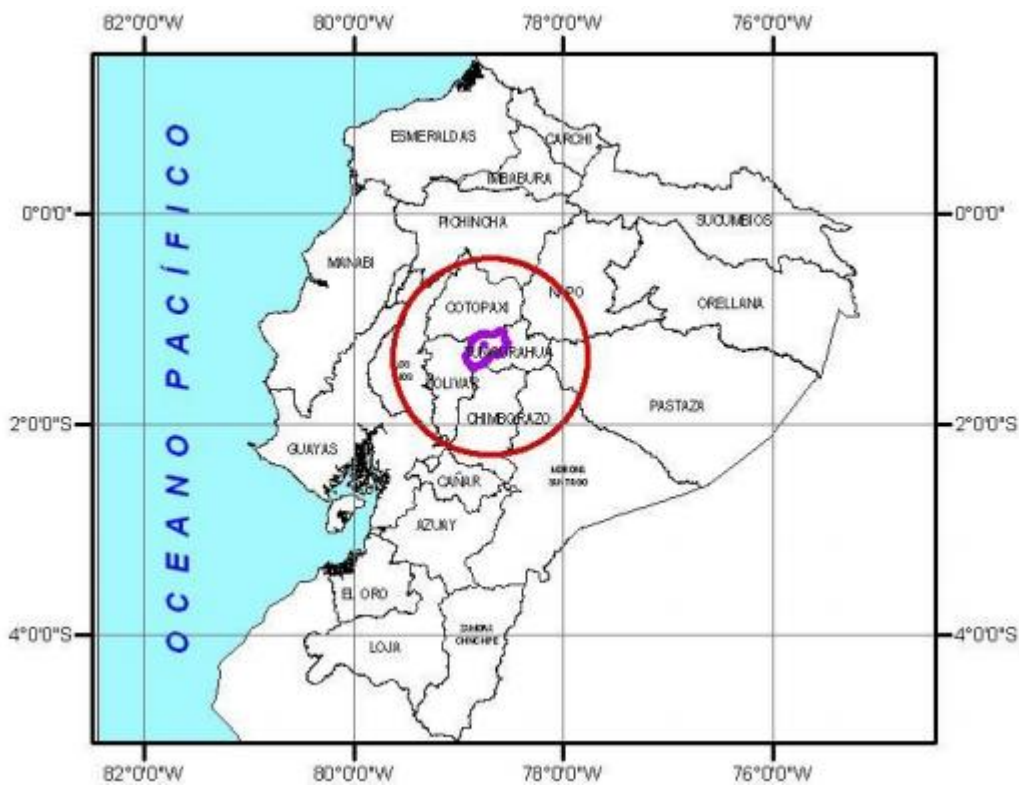 82°0'0"W 80°0'0"W 78°0'0"W 76°0'0"W
ESMERALDAS
CARCHI
IMBABURA
0°0'0" 0°0'0"
SUCUMBIOS
PICHINCHA
MANABI
ORELLANA
COTOPAXI
OCEANO PACÍFICO
BOLIVAR
PASTAZA
CHIMBORAZO
2°0'0"S 2°0'0"S
GUAYAS
CAÑAR
AZUAY
EL ORO
4°0'0"S 4°0'0"S
LOJA
82°0'0"W 80°0'0"W 78°0'0"W 76°0'0"W